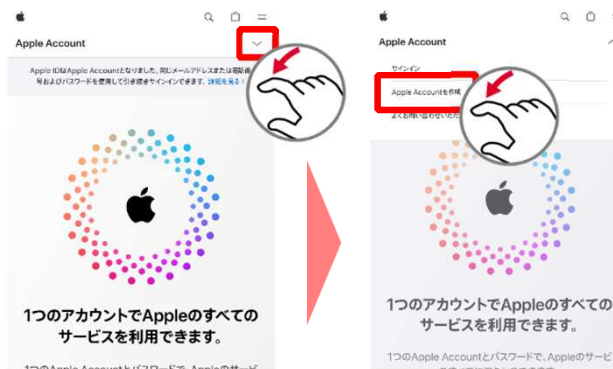 Apple Account
Apple IDはApple Accountとなりました。同じメールアドレスまたは電話番
号およびパスワードを使用して引き続きサインインできます。詳細を見る
1つのアカウントでAppleのすべての
サービスを利用できます。
1つのApple Accountとパスワードで、Appleのサービ
Apple Account
サインイン
Apple Accountを作成
よくお問い合わせいただ
1つのアカウントでAppleのすべての
サービスを利用できます。
1つのApple Accountとパスワードで、Appleのサービ